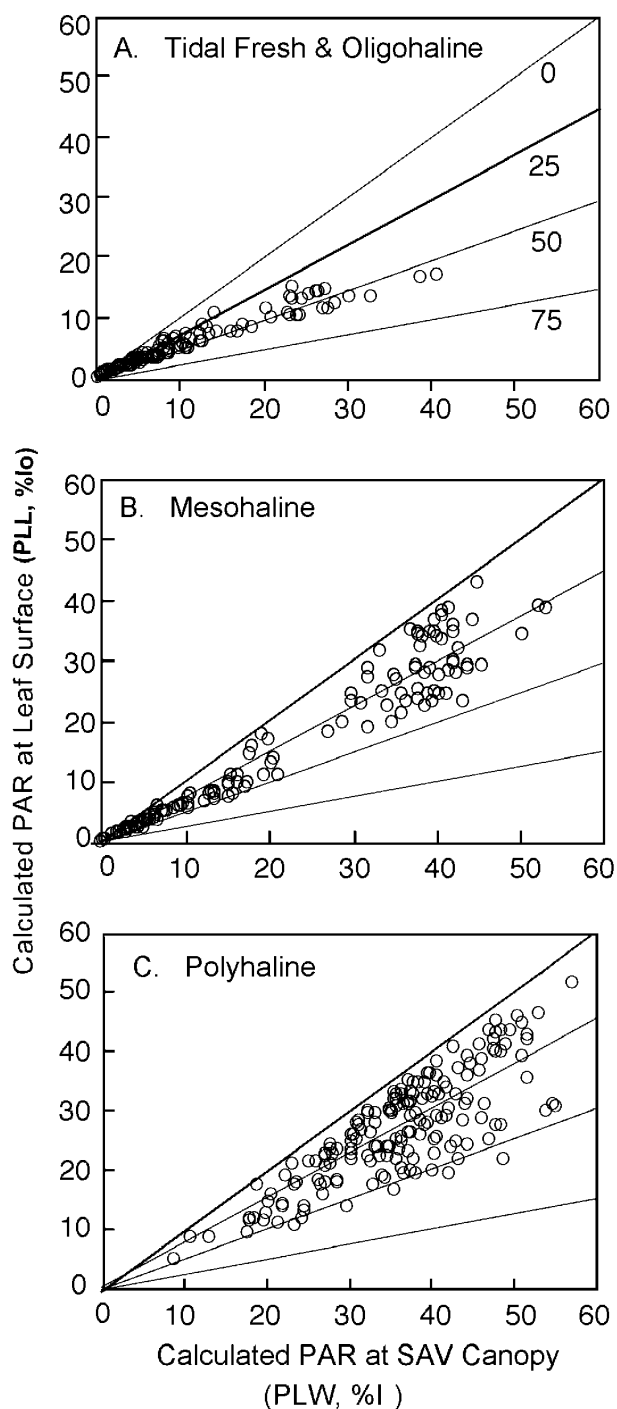 60
A. Tidal Fresh & Oligohaline
50
0
40
25
30
50
20
75
10
0
0 10 20 30 40 50 60
Calculated PAR at Leaf Surface (PLL, %Io)
60
B. Mesohaline
50
40
30
20
10
0
0 10 20 30 40 50 60
60
C. Polyhaline
50
40
30
20
10
0
0 10 20 30 40 50 60
Calculated PAR at SAV Canopy
(PLW, %I )